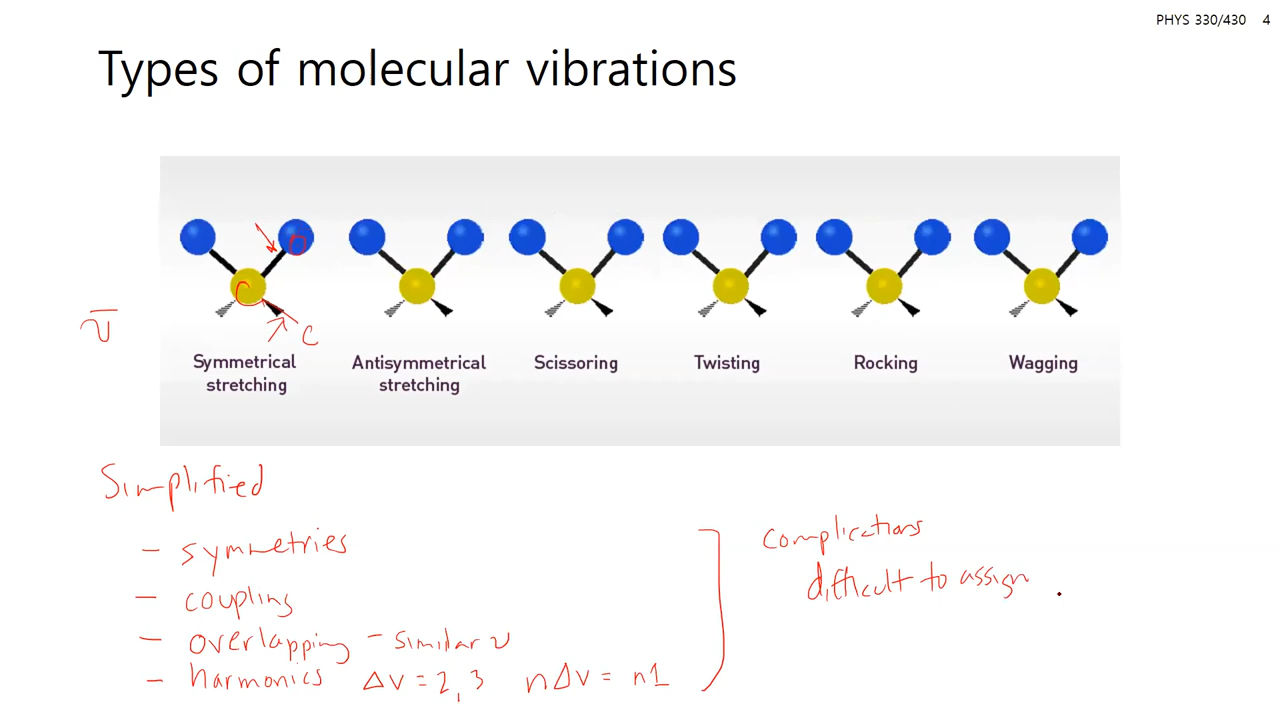 PHYS 330/430 4
Types of molecular vibrations
O
C
C
ν̅
Symmetrical
stretching
Antisymmetrical
stretching
Scissoring
Twisting
Rocking
Wagging
Simplified
- symmetries
- coupling
- overlapping - similar ν
- harmonics Δv = 2, 3 nΔv = n1
complications
difficult to assign